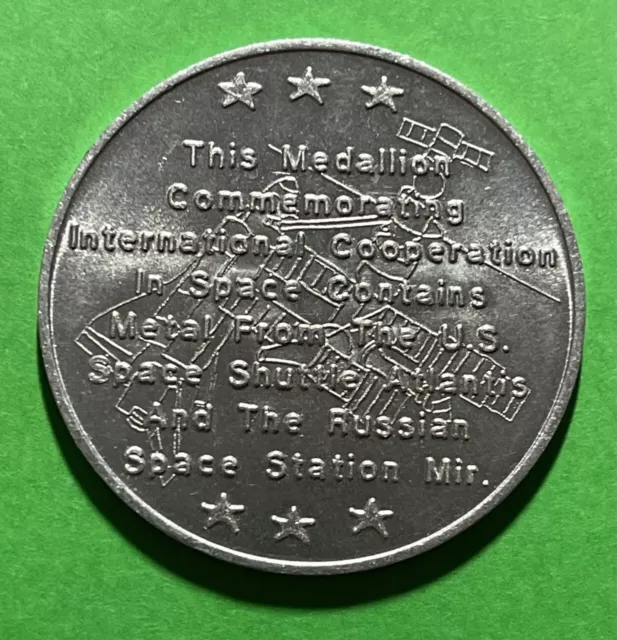 This Medallion
Commemorating
International Cooperation
In Space Contains
Metal From The U.S.
Space Shuttle Atlantis
And The Russian
Space Station Mir.